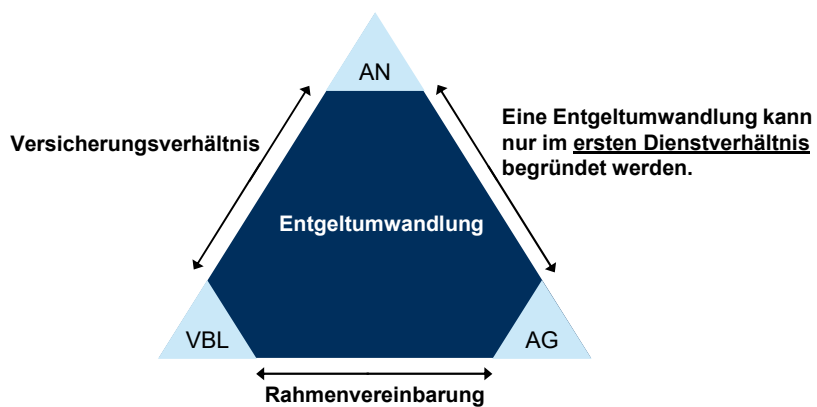 AN
Versicherungsverhältnis
Eine Entgeltumwandlung kann
nur im ersten Dienstverhältnis
begründet werden.
Entgeltumwandlung
VBL
AG
Rahmenvereinbarung